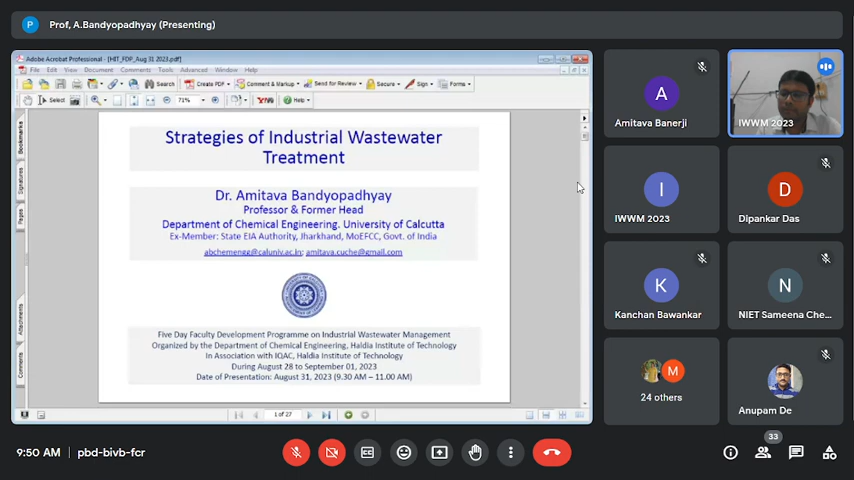 P Prof, A.Bandyopadhyay (Presenting)
Adobe Acrobat Professional - [HIT_FDP_Aug 31 2023.pdf]
File Edit View Document Comments Tools Advanced Window Help
Search Create PDF Comment & Markup Send for Review Secure Sign Forms
Select 71% Help
Bookmarks
Signatures
Pages
Attachments
Comments
Strategies of Industrial Wastewater
Treatment
Dr. Amitava Bandyopadhyay
Professor & Former Head
Department of Chemical Engineering. University of Calcutta
Ex-Member: State EIA Authority, Jharkhand, MoEFCC, Govt. of India
abchemengg@caluniv.ac.in; amitava.cuche@gmail.com
Five Day Faculty Development Programme on Industrial Wastewater Management
Organized by the Department of Chemical Engineering, Haldia Institute of Technology
In Association with IQAC, Haldia Institute of Technology
During August 28 to September 01, 2023
Date of Presentation: August 31, 2023 (9.30 AM – 11.00 AM)
1 of 27
A
Amitava Banerji
IWWM 2023
I
IWWM 2023
D
Dipankar Das
K
Kanchan Bawankar
N
NIET Sameena Che...
M
24 others
Anupam De
9:50 AM | pbd-bivb-fcr
CC
33